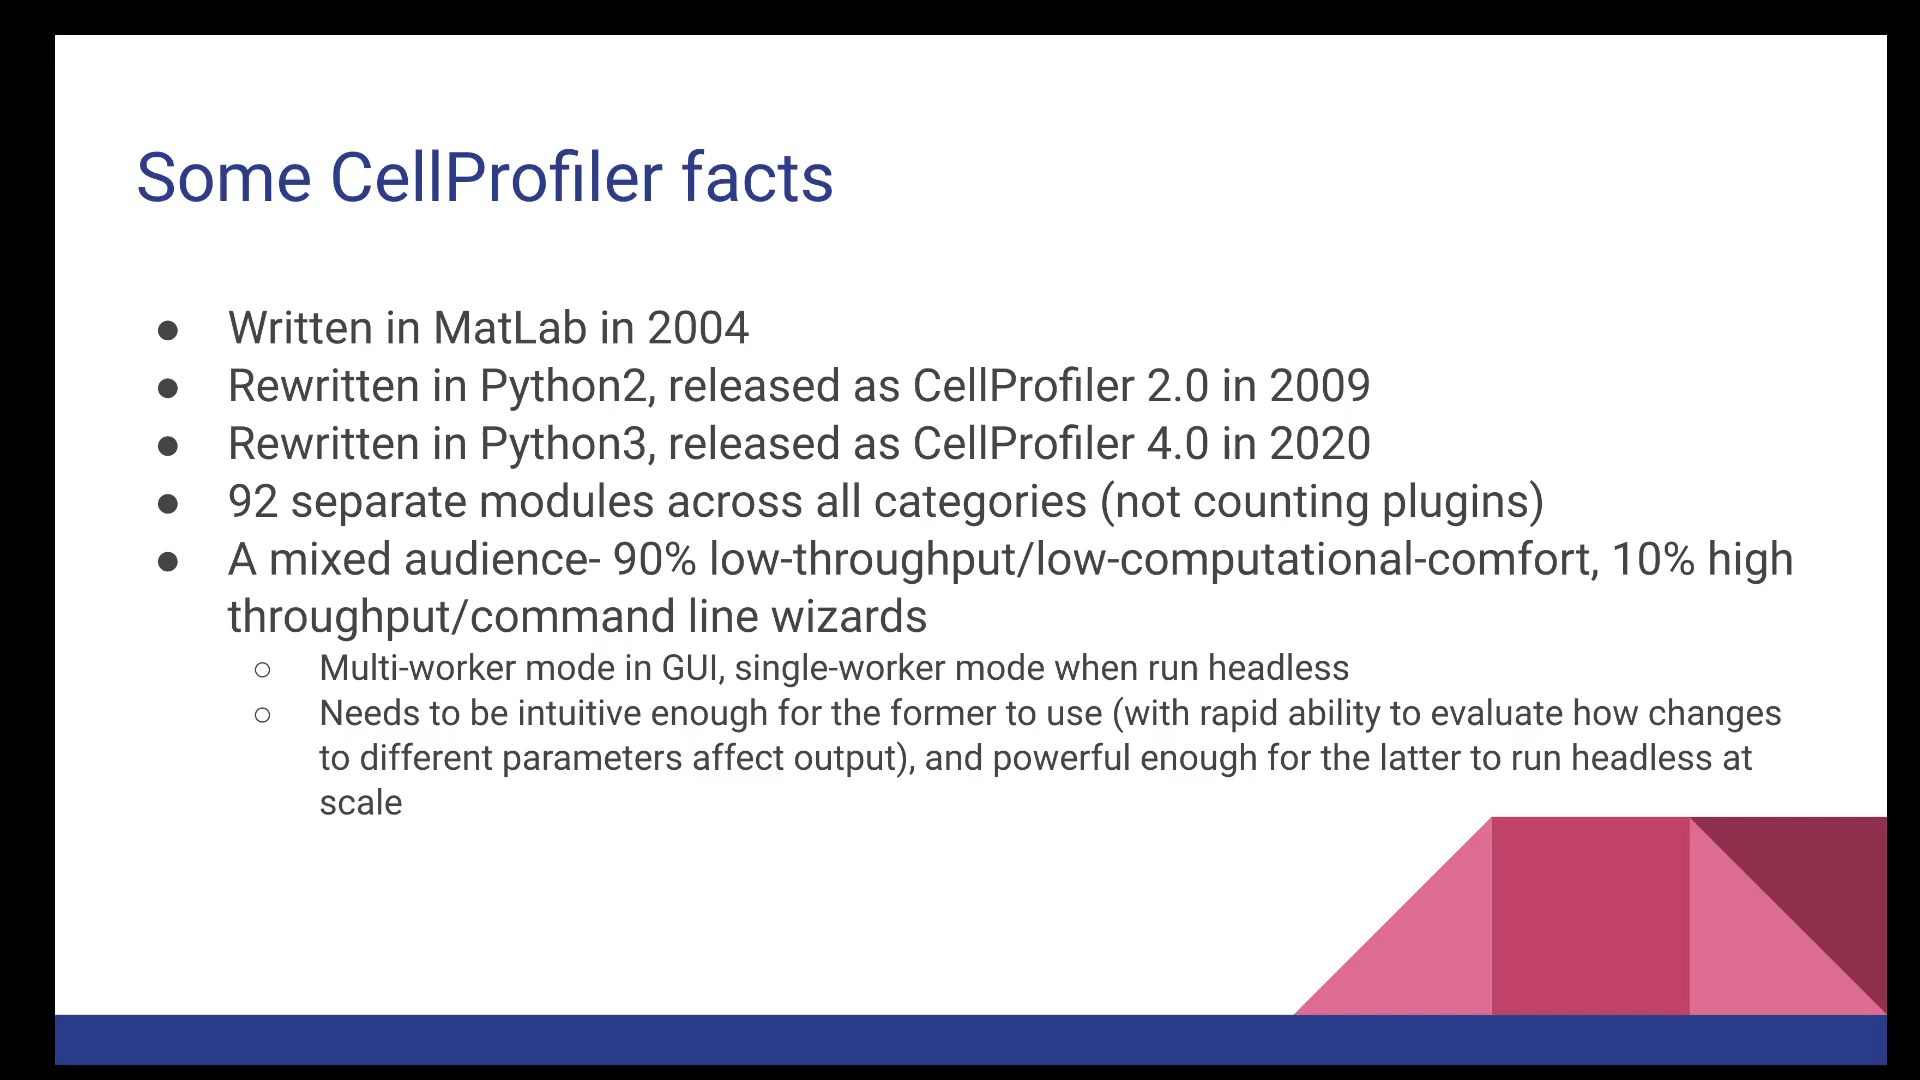 Some CellProfiler facts
● Written in MatLab in 2004
● Rewritten in Python2, released as CellProfiler 2.0 in 2009
● Rewritten in Python3, released as CellProfiler 4.0 in 2020
● 92 separate modules across all categories (not counting plugins)
● A mixed audience- 90% low-throughput/low-computational-comfort, 10% high
throughput/command line wizards
○ Multi-worker mode in GUI, single-worker mode when run headless
○ Needs to be intuitive enough for the former to use (with rapid ability to evaluate how changes
to different parameters affect output), and powerful enough for the latter to run headless at
scale